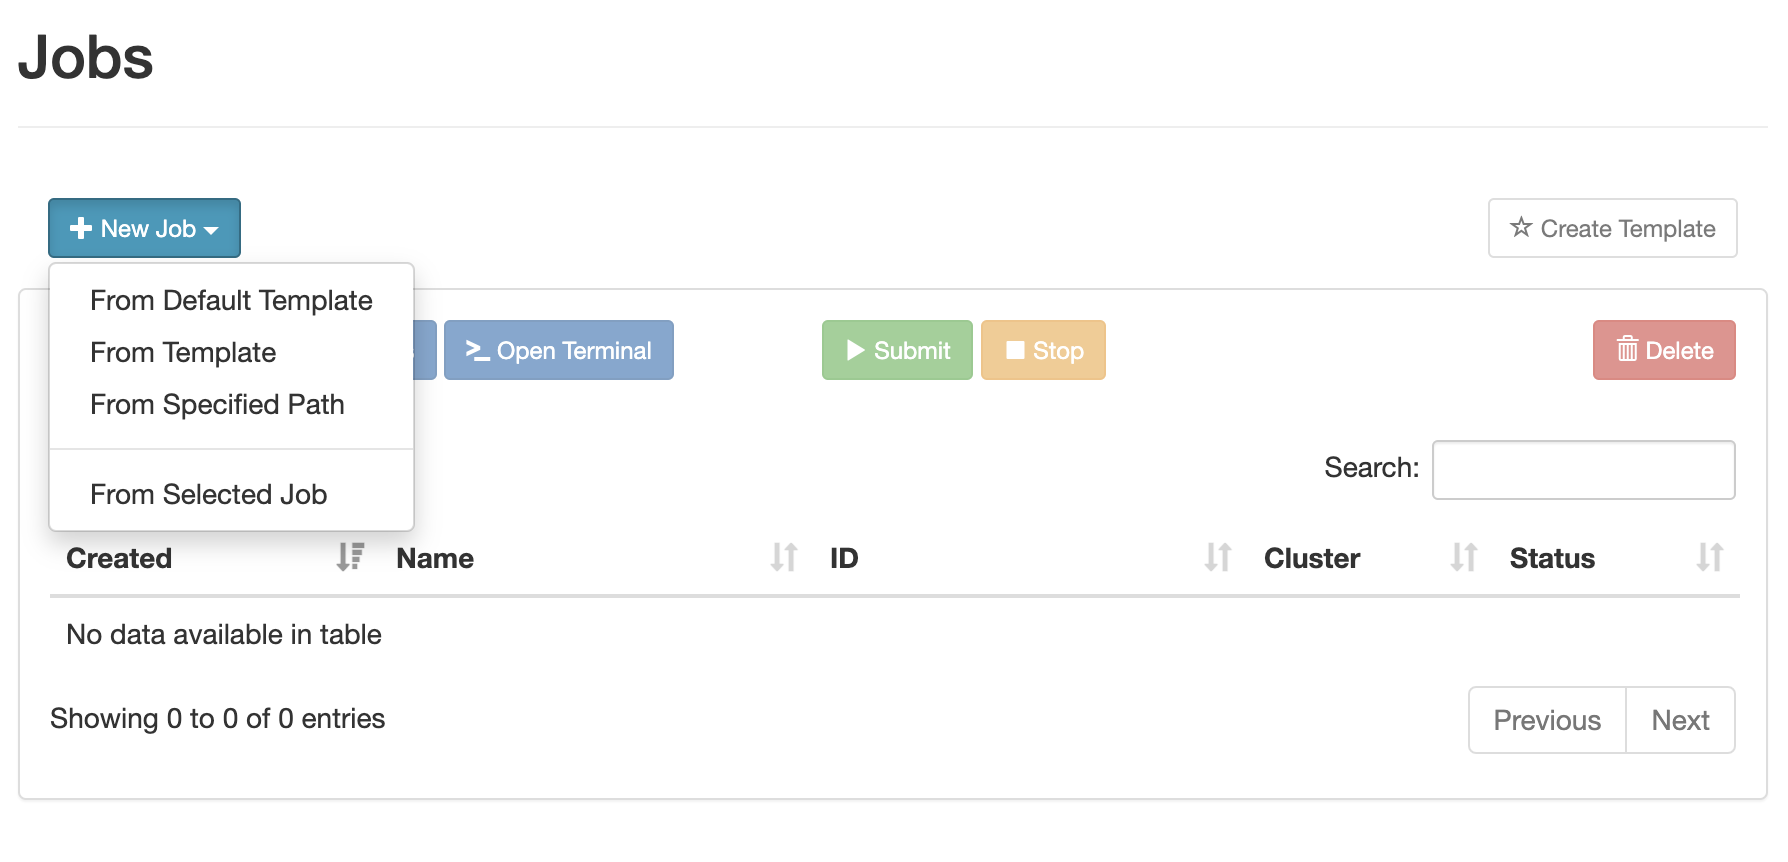 Jobs
New Job
Create Template
From Default Template
From Template
From Specified Path
From Selected Job
Open Terminal
Submit
Stop
Delete
Search:
Created Name ID Cluster Status
No data available in table
Showing 0 to 0 of 0 entries
Previous Next